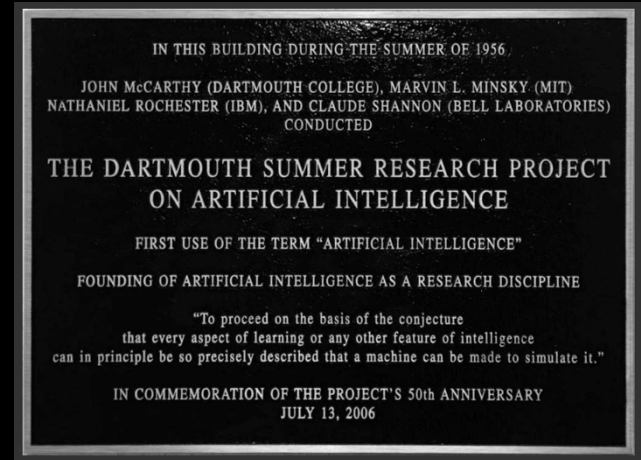 IN THIS BUILDING DURING THE SUMMER OF 1956
JOHN McCARTHY (DARTMOUTH COLLEGE), MARVIN L. MINSKY (MIT)
NATHANIEL ROCHESTER (IBM), AND CLAUDE SHANNON (BELL LABORATORIES)
CONDUCTED
THE DARTMOUTH SUMMER RESEARCH PROJECT
ON ARTIFICIAL INTELLIGENCE
FIRST USE OF THE TERM “ARTIFICIAL INTELLIGENCE”
FOUNDING OF ARTIFICIAL INTELLIGENCE AS A RESEARCH DISCIPLINE
“To proceed on the basis of the conjecture
that every aspect of learning or any other feature of intelligence
can in principle be so precisely described that a machine can be made to simulate it.”
IN COMMEMORATION OF THE PROJECT’S 50th ANNIVERSARY
JULY 13, 2006